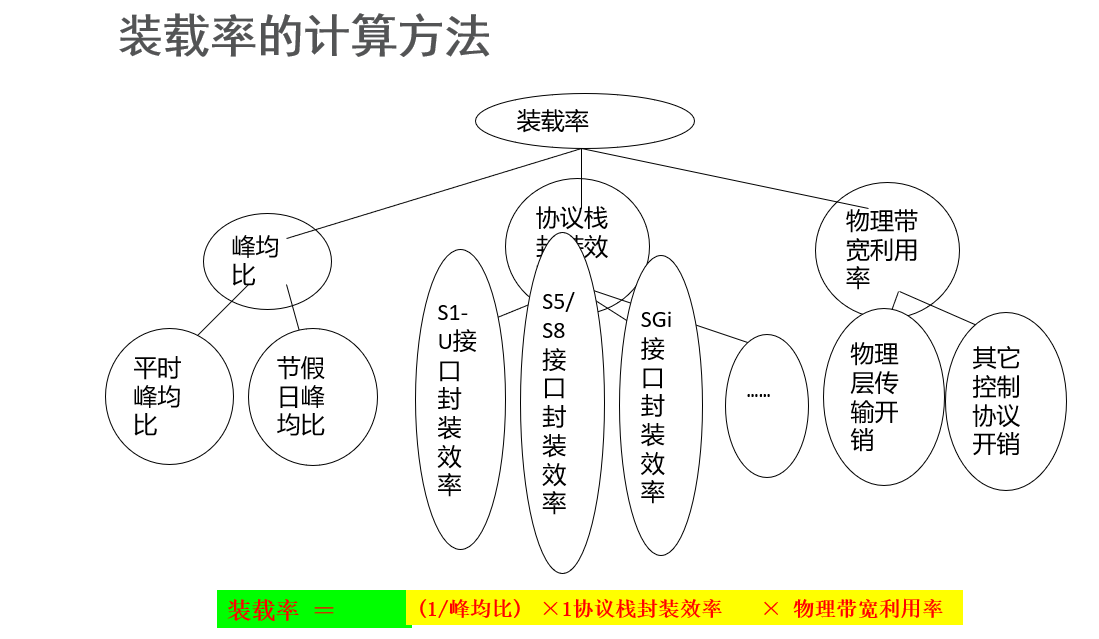 装载率的计算方法
装载率
峰均
比
协议栈
封装效
物理带
宽利用
率
平时
峰均
比
节假
日峰
均比
S1-
U接
口
封
装
效
率
S5/
S8
接
口
封
装
效
率
SGi
接
口
封
装
效
率
……
物理
层传
输开
销
其它
控制
协议
开销
装载率 = (1/峰均比) ×1协议栈封装效率 × 物理带宽利用率